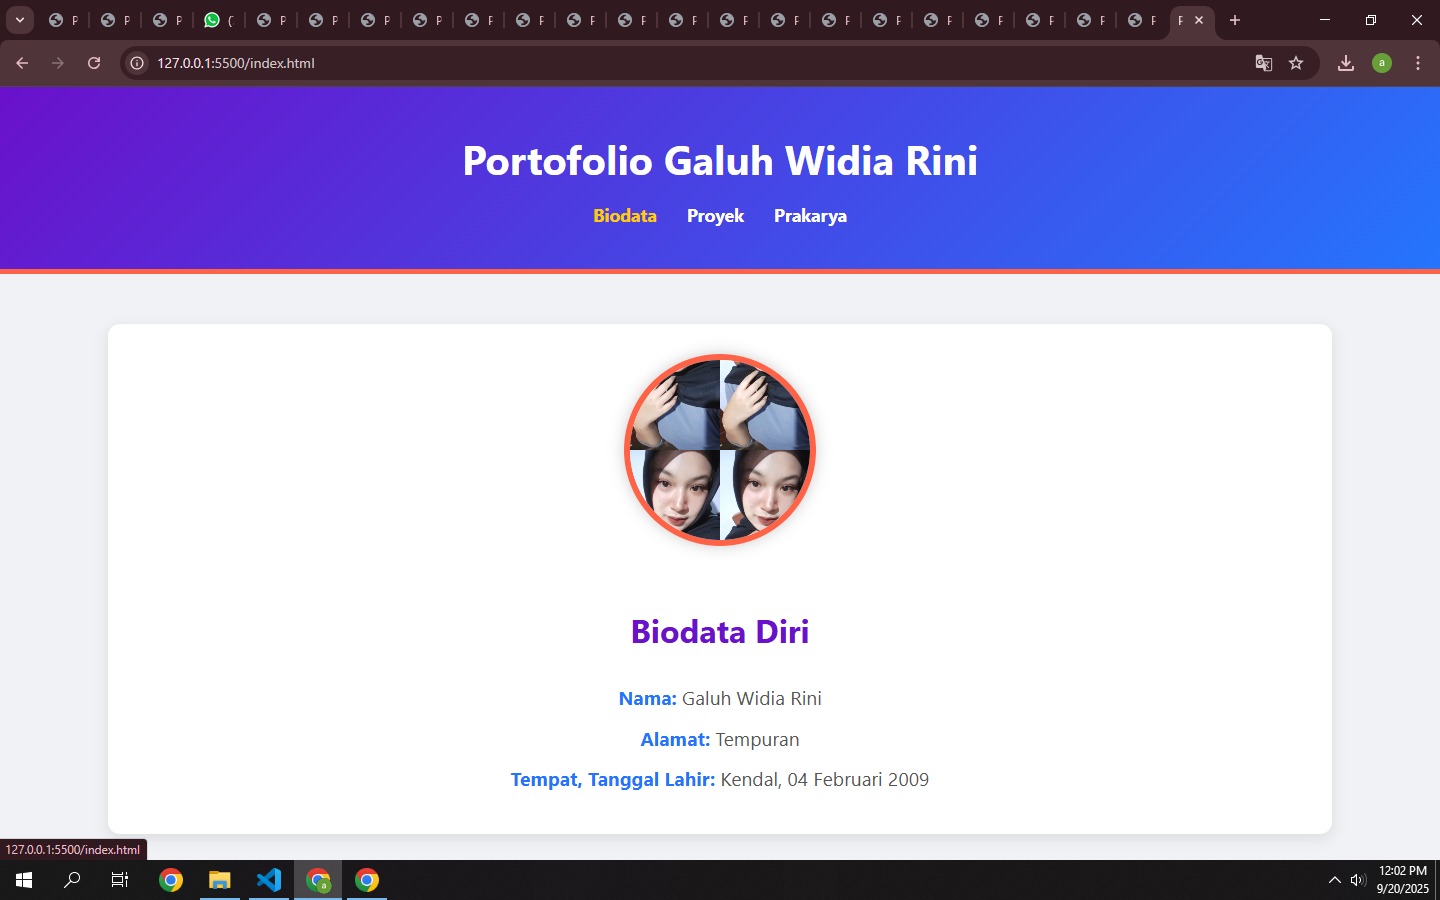 127.0.0.1:5500/index.html
a
Portofolio Galuh Widia Rini
Biodata Proyek Prakarya
Biodata Diri
Nama: Galuh Widia Rini
Alamat: Tempuran
Tempat, Tanggal Lahir: Kendal, 04 Februari 2009
127.0.0.1:5500/index.html
12:02 PM
9/20/2025